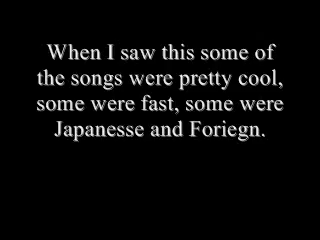 When I saw this some of
the songs were pretty cool,
some were fast, some were
Japanesse and Foriegn.